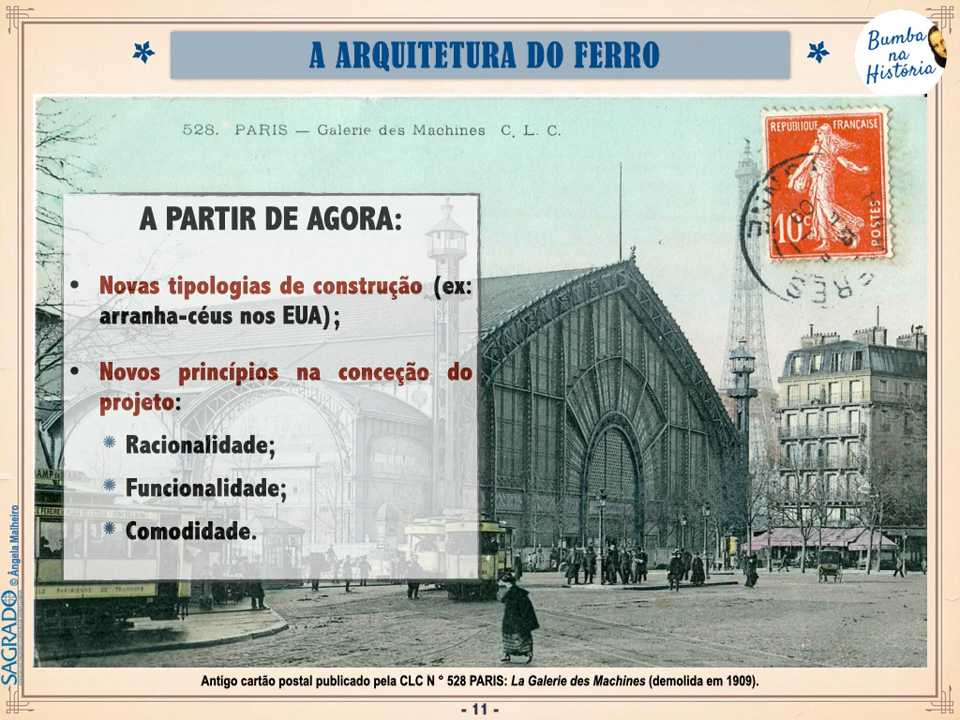 A ARQUITETURA DO FERRO
Bumba
na
História
528. PARIS — Galerie des Machines C. L. C.
REPUBLIQUE FRANÇAISE
10c
POSTES
A PARTIR DE AGORA:
• Novas tipologias de construção (ex:
arranha-céus nos EUA);
• Novos princípios na conceção do
projeto:
Racionalidade;
Funcionalidade;
Comodidade.
SAGRADO
© Ângela Malheiro
Antigo cartão postal publicado pela CLC N ° 528 PARIS: La Galerie des Machines (demolida em 1909).
- 11 -